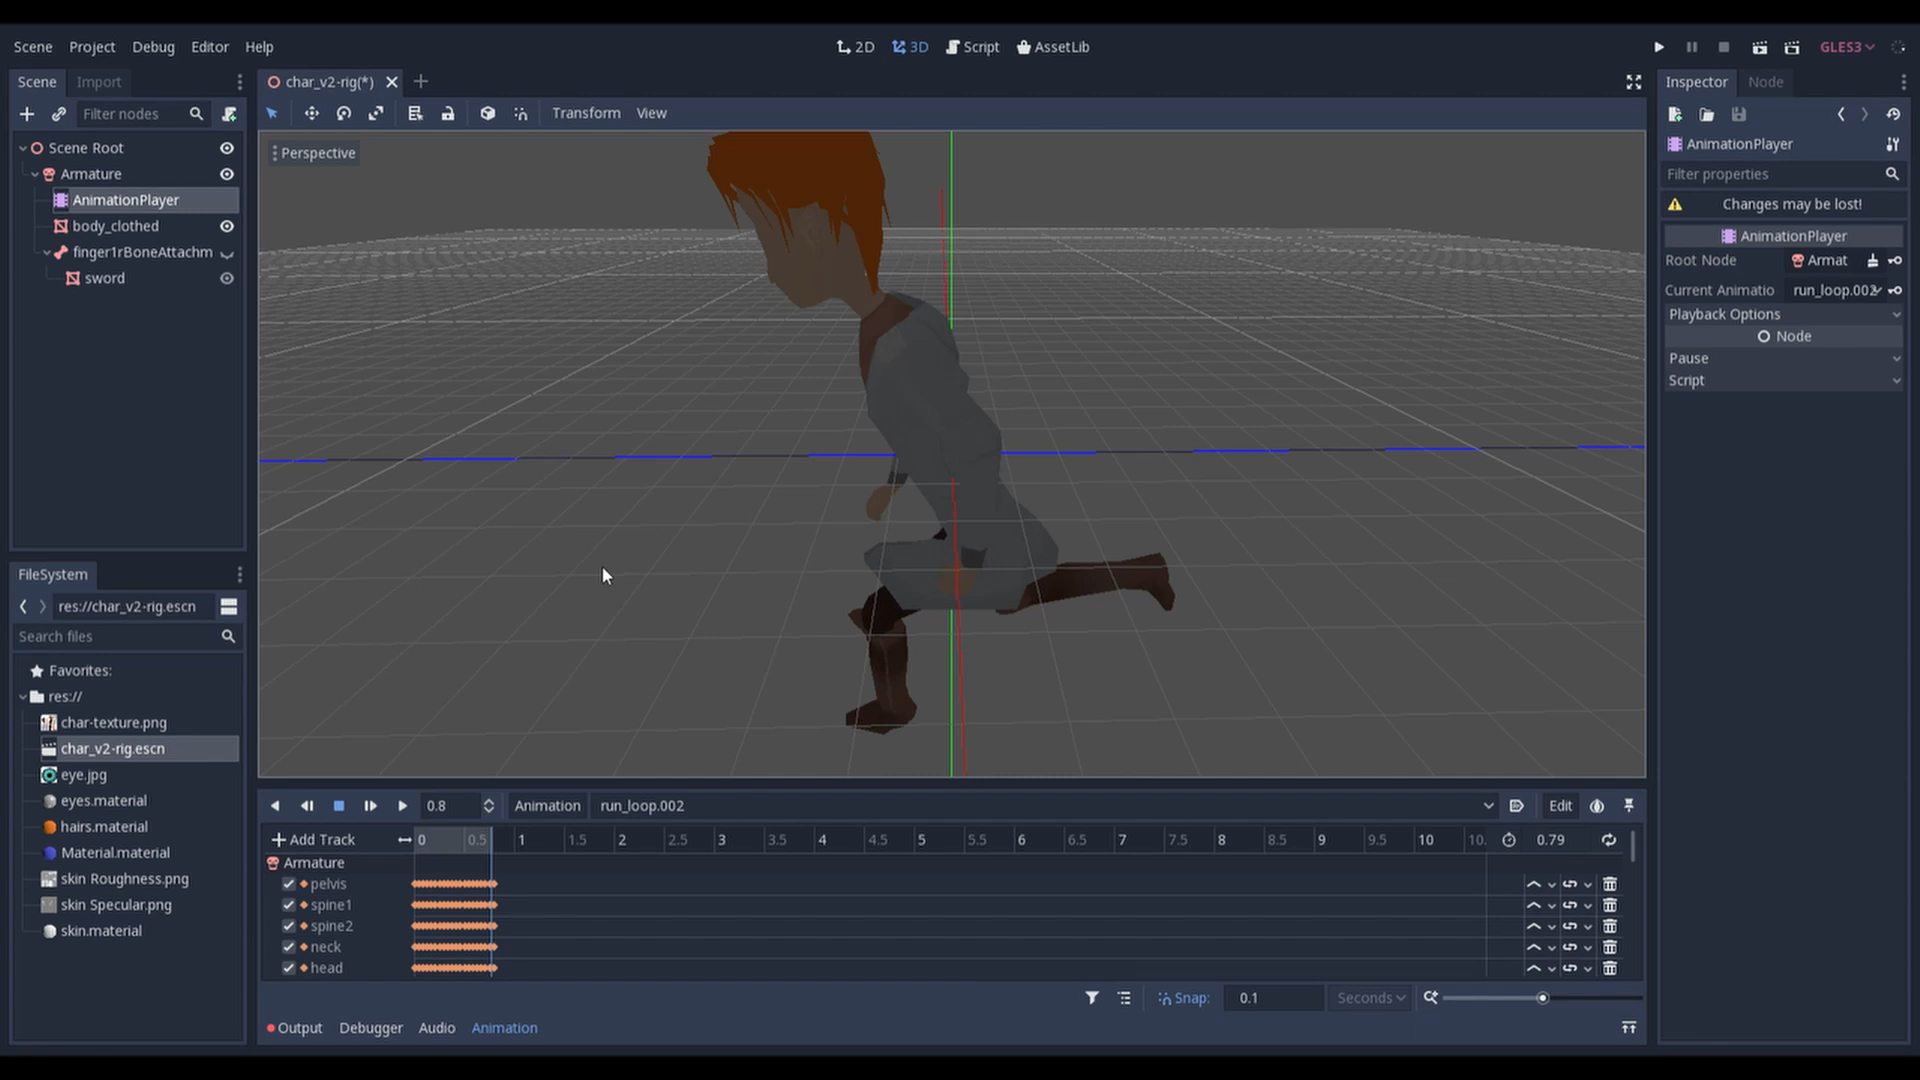 Scene Project Debug Editor Help
2D 3D Script AssetLib
GLES3
Scene Import
char_v2-rig(*)
Inspector Node
Filter nodes
Transform View
Scene Root
Armature
AnimationPlayer
body_clothed
finger1rBoneAttachm
sword
Perspective
AnimationPlayer
Filter properties
Changes may be lost!
AnimationPlayer
Root Node Armat
Current Animatio run_loop.002
Playback Options
Node
Pause
Script
FileSystem
res://char_v2-rig.escn
Search files
Favorites:
res://
char-texture.png
char_v2-rig.escn
eye.jpg
eyes.material
hairs.material
Material.material
skin Roughness.png
skin Specular.png
skin.material
0.8 Animation run_loop.002 Edit
Add Track 0 0.5 1 1.5 2 2.5 3 3.5 4 4.5 5 5.5 6 6.5 7 7.5 8 8.5 9 9.5 10 10. 0.79
Armature
pelvis
spine1
spine2
neck
head
Snap: 0.1 Seconds
Output Debugger Audio Animation